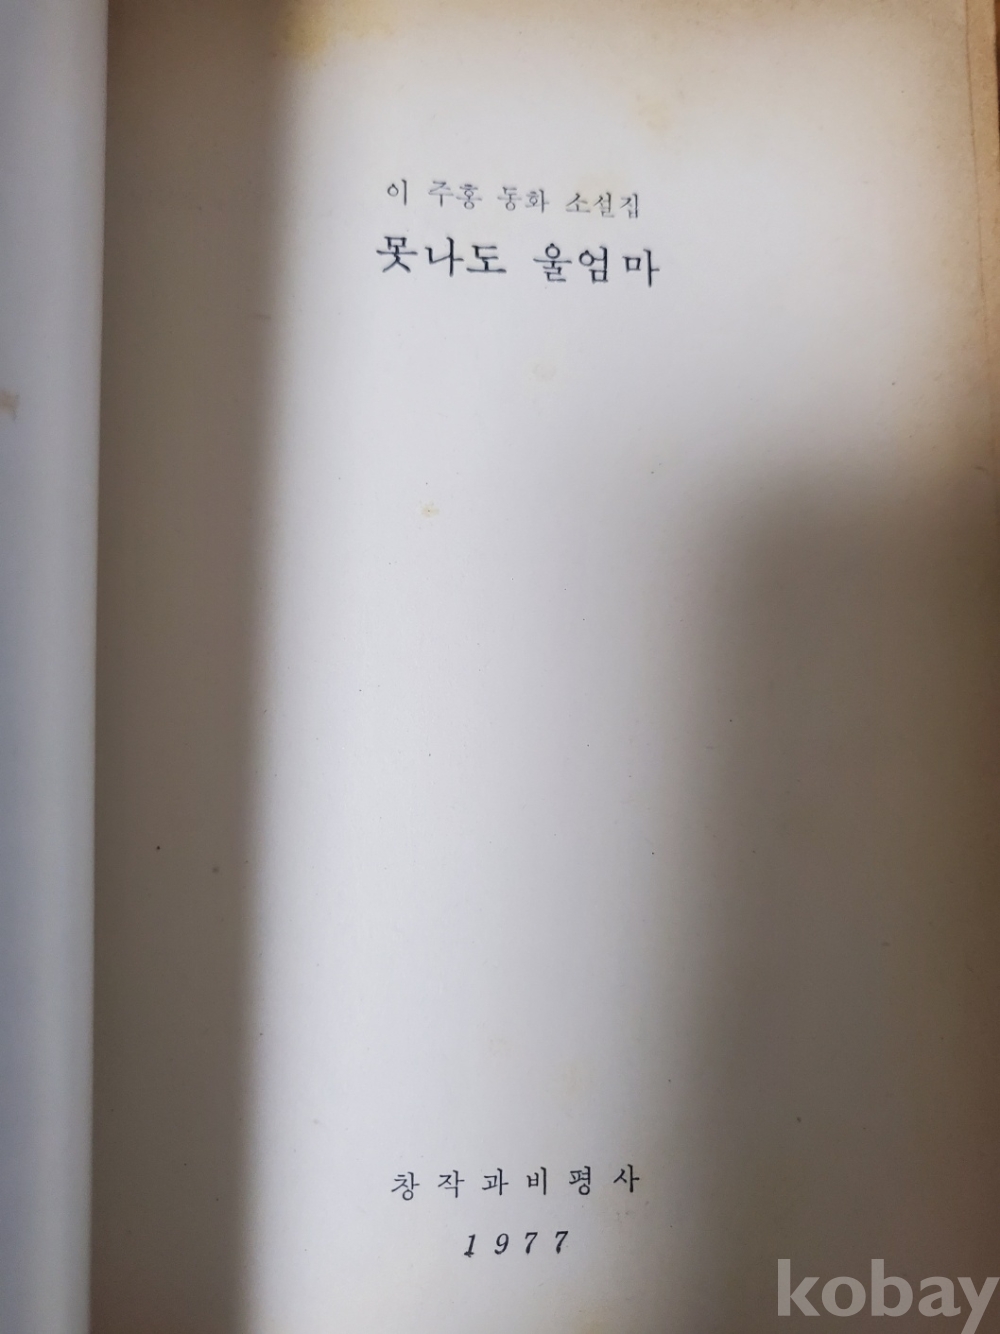 이 주홍 동화 소설집
못나도 울엄마
창작과비평사
1977
kobay